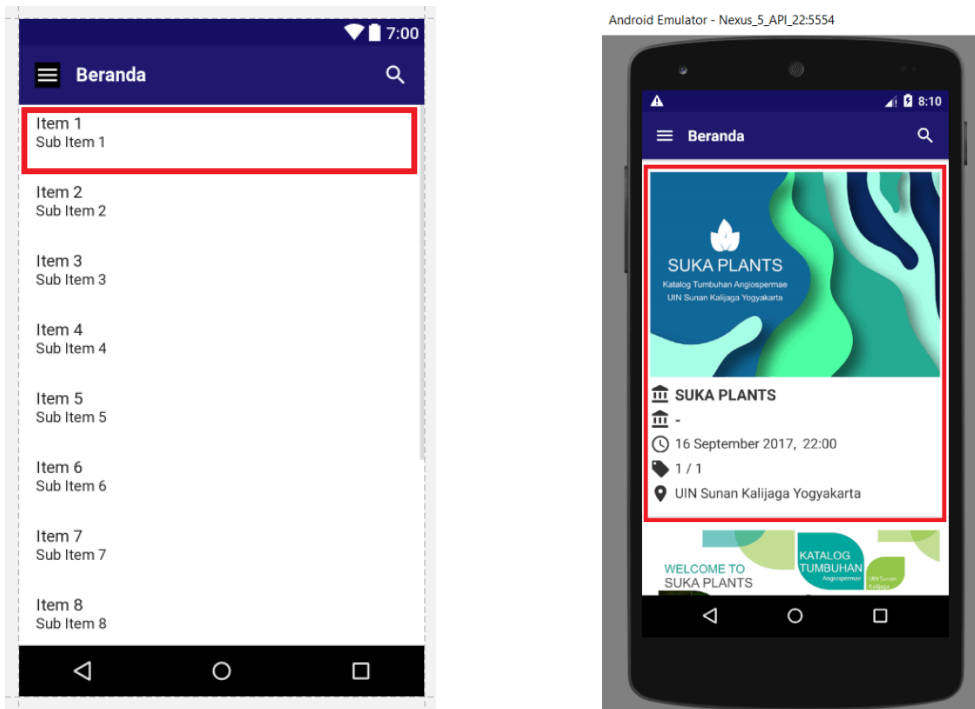 7:00
Beranda
Item 1
Sub Item 1
Item 2
Sub Item 2
Item 3
Sub Item 3
Item 4
Sub Item 4
Item 5
Sub Item 5
Item 6
Sub Item 6
Item 7
Sub Item 7
Item 8
Sub Item 8
Android Emulator - Nexus_5_API_22:5554
8:10
Beranda
SUKA PLANTS
Katalog Tumbuhan Angiospermae
UIN Sunan Kalijaga Yogyakarta
SUKA PLANTS
-
16 September 2017, 22:00
1 / 1
UIN Sunan Kalijaga Yogyakarta
WELCOME TO
SUKA PLANTS
KATALOG
TUMBUHAN
Angiospermae
UIN Sunan
Kalijaga